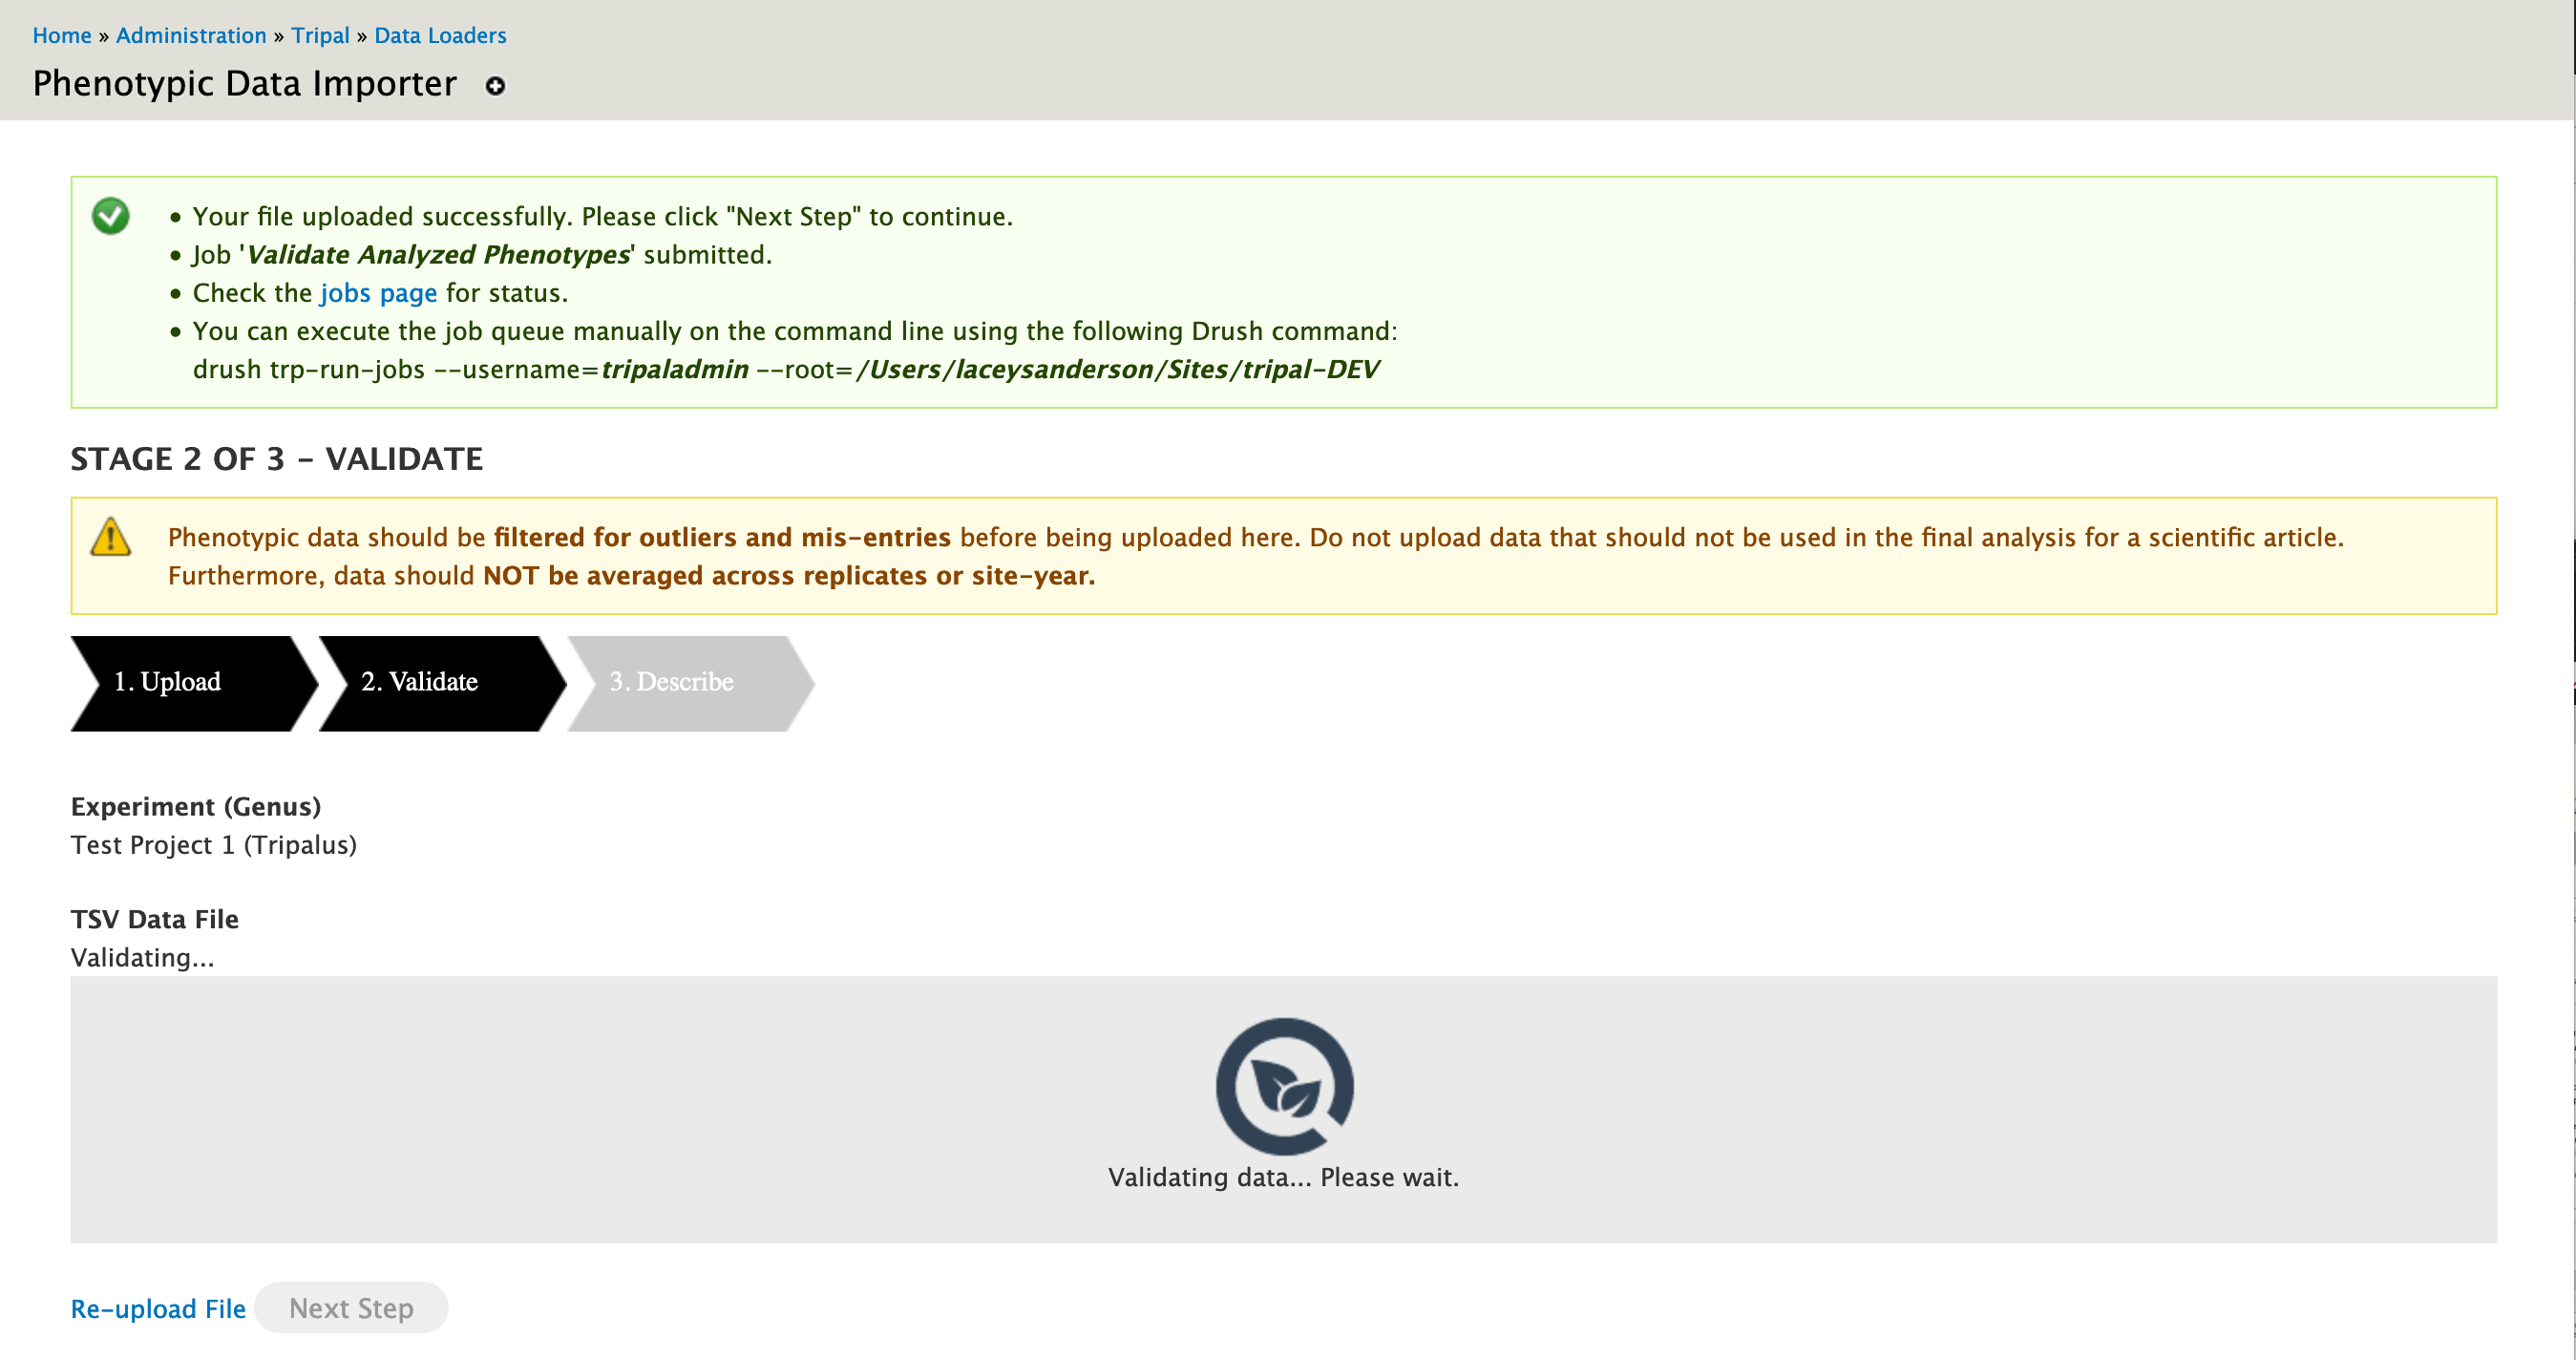 Home » Administration » Tripal » Data Loaders
Phenotypic Data Importer
• Your file uploaded successfully. Please click "Next Step" to continue.
• Job 'Validate Analyzed Phenotypes' submitted.
• Check the jobs page for status.
• You can execute the job queue manually on the command line using the following Drush command:
drush trp-run-jobs --username=tripaladmin --root=/Users/laceysanderson/Sites/tripal-DEV
STAGE 2 OF 3 – VALIDATE
Phenotypic data should be filtered for outliers and mis-entries before being uploaded here. Do not upload data that should not be used in the final analysis for a scientific article.
Furthermore, data should NOT be averaged across replicates or site-year.
1. Upload 2. Validate 3. Describe
Experiment (Genus)
Test Project 1 (Tripalus)
TSV Data File
Validating...
Validating data... Please wait.
Re-upload File Next Step